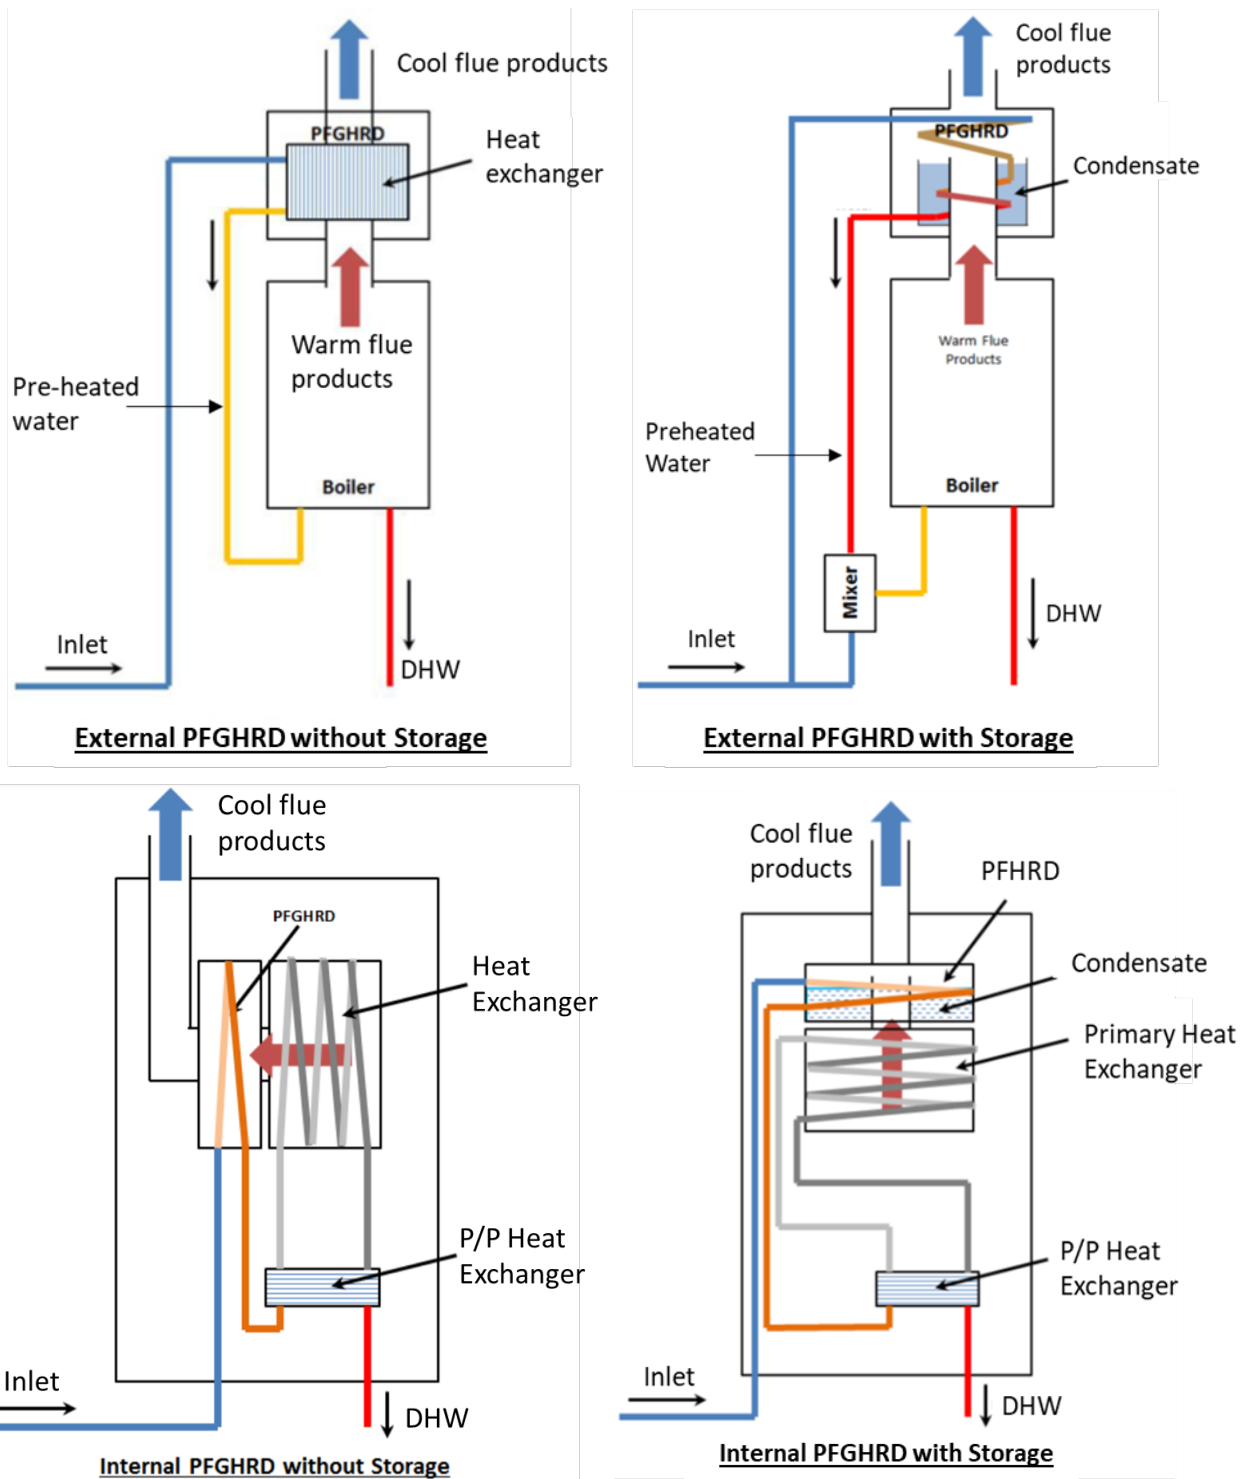 Cool flue products
PFGHRD
Heat
exchanger
Warm flue
products
Pre-heated
water
Boiler
Inlet
DHW
External PFGHRD without Storage
Cool flue
products
PFGHRD
Condensate
Warm Flue
Products
Preheated
Water
Boiler
Mixer
Inlet
DHW
External PFGHRD with Storage
Cool flue
products
PFGHRD
Heat
Exchanger
P/P Heat
Exchanger
Inlet
DHW
Internal PFGHRD without Storage
Cool flue
products
PFHRD
Condensate
Primary Heat
Exchanger
P/P Heat
Exchanger
Inlet
DHW
Internal PFGHRD with Storage